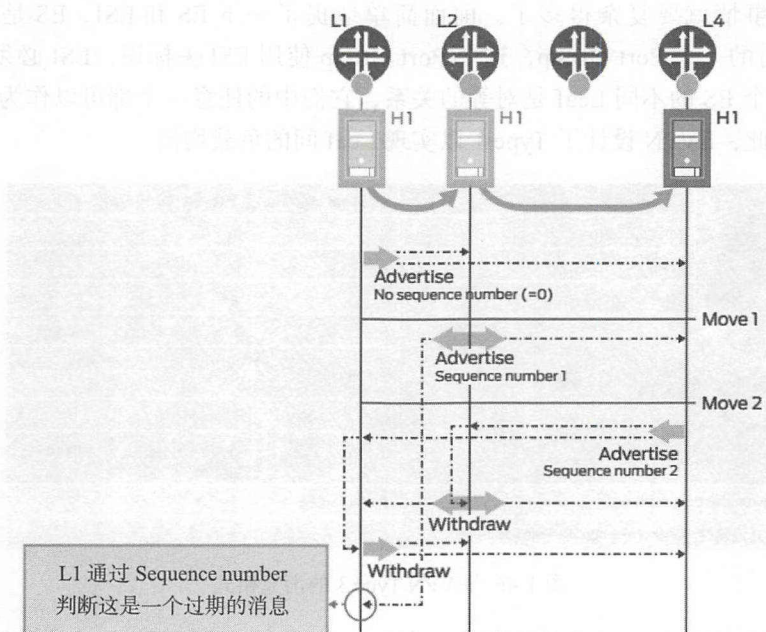 L1
L2
L4
H1
H1
H1
Advertise
No sequence number (=0)
Move 1
Advertise
Sequence number 1
Move 2
Advertise
Sequence number 2
Withdraw
Withdraw
L1 通过 Sequence number
判断这是一个过期的消息